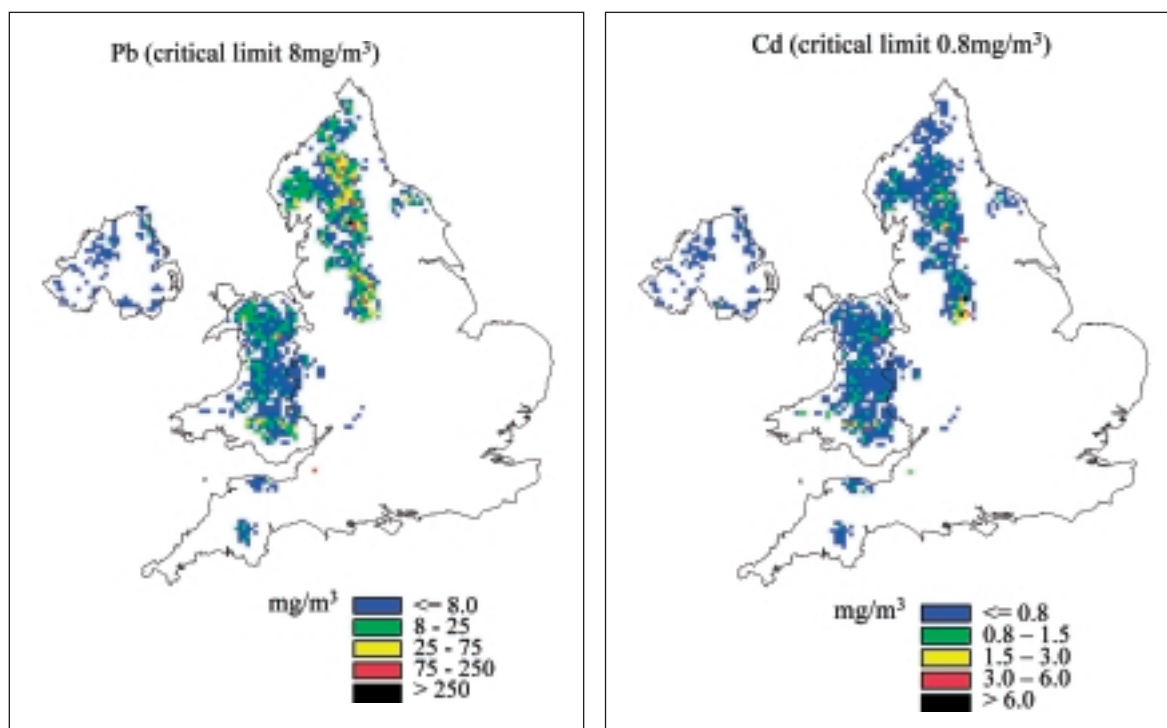 Pb (critical limit 8mg/m³)
mg/m³
<= 8.0
8 - 25
25 - 75
75 - 250
> 250
Cd (critical limit 0.8mg/m³)
mg/m³
<= 0.8
0.8 – 1.5
1.5 – 3.0
3.0 – 6.0
> 6.0